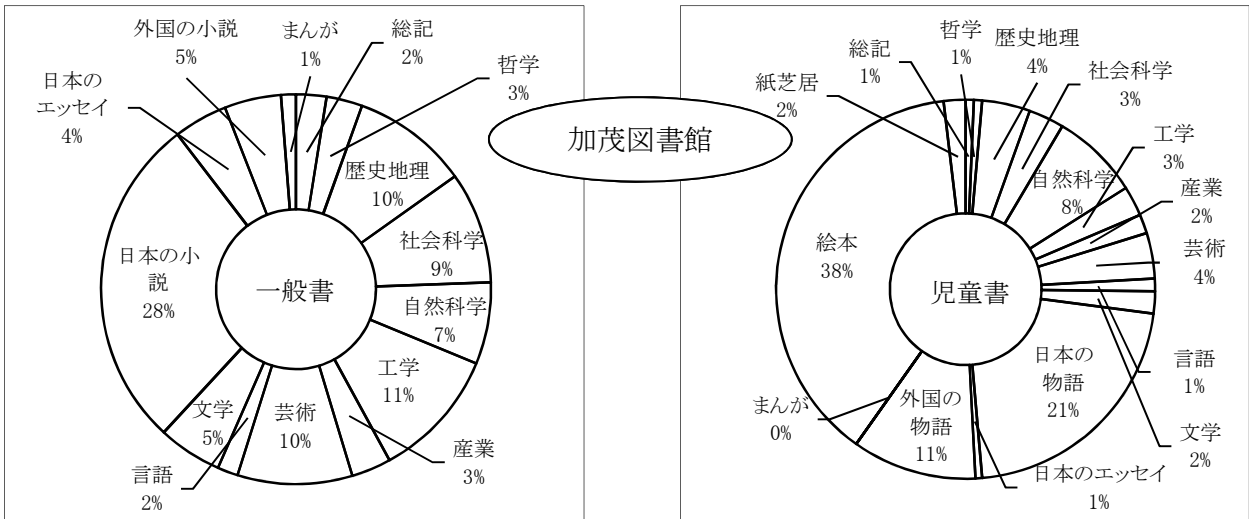 加茂図書館
一般書
まんが
1%
総記
2%
哲学
3%
歴史地理
10%
社会科学
9%
自然科学
7%
工学
11%
産業
3%
芸術
10%
言語
2%
文学
5%
日本の小
説
28%
日本の
エッセイ
4%
外国の小説
5%
児童書
総記
1%
哲学
1%
歴史地理
4%
社会科学
3%
自然科学
8%
工学
3%
産業
2%
芸術
4%
言語
1%
文学
2%
日本の
物語
21%
日本のエッセイ
1%
外国の
物語
11%
まんが
0%
絵本
38%
紙芝居
2%